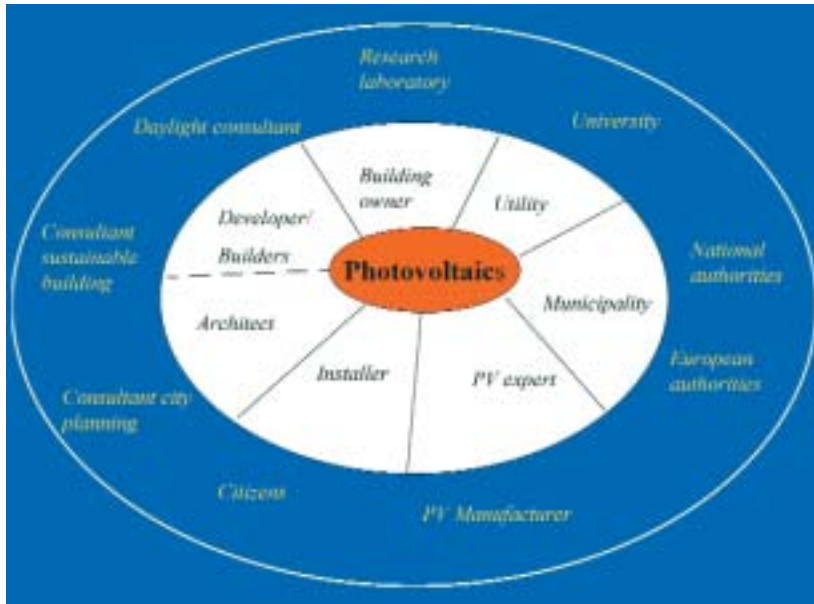 Research
laboratory
Daylight consultant
University
Building
owner
Utility
Developer/
Builders
Consultant
sustainable
building
Photovoltaics
National
authorities
Architect
Municipality
Installer
PV expert
European
authorities
Consultant city
planning
Citizens
PV Manufacturer